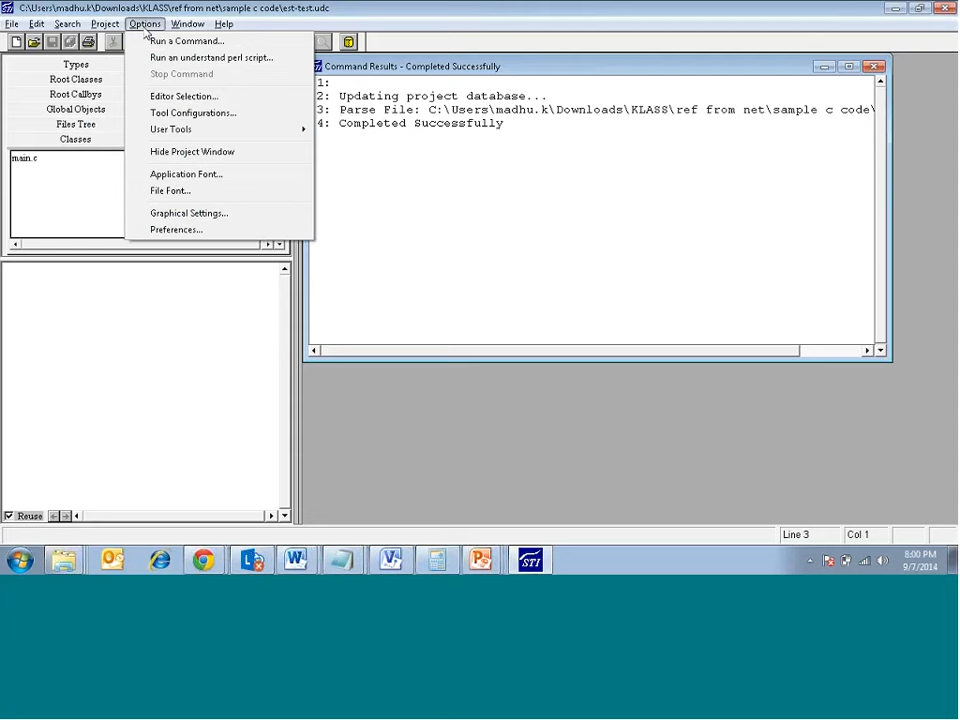 C:\Users\madhu.k\Downloads\KLASS\ref from net\sample c code\est-test.udc
File Edit Search Project Options Window Help
Types
Root Classes
Root Callbys
Global Objects
Files Tree
Classes
main.c
Run a Command...
Run an understand perl script...
Stop Command
Editor Selection...
Tool Configurations...
User Tools
Hide Project Window
Application Font...
File Font...
Graphical Settings...
Preferences...
Command Results - Completed Successfully
1:
2: Updating project database...
3: Parse File: C:\Users\madhu.k\Downloads\KLASS\ref from net\sample c code\
4: Completed Successfully
Reuse
Line 3 Col 1
STI
8:00 PM
9/7/2014